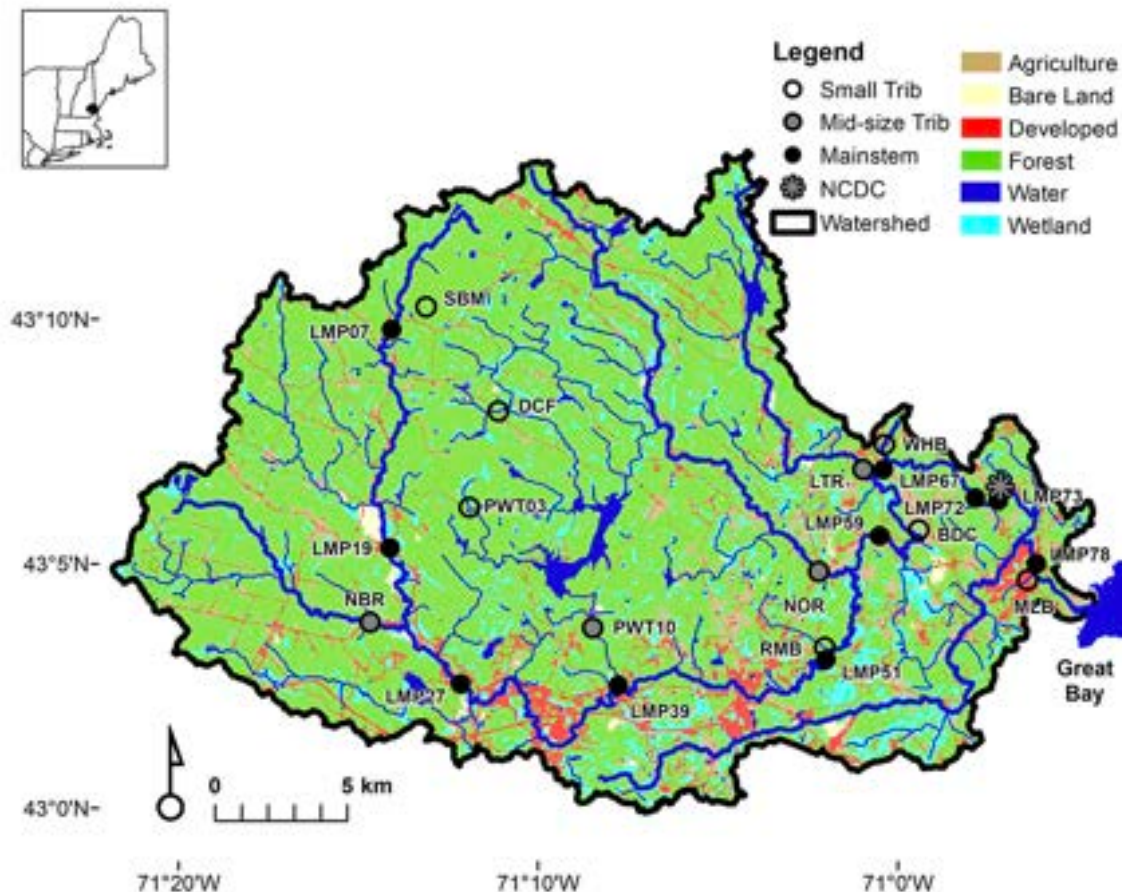 Legend
Small Trib
Mid-size Trib
Mainstem
NCDC
Watershed
Agriculture
Bare Land
Developed
Forest
Water
Wetland
43°10'N
43°5'N
43°0'N
SBMI
LMP07
DCF
WHB
LTR
LMP67
LMP73
LMP72
PWT03
LMP59
BDC
LMP19
LMP78
NBR
NOR
MLB
PWT10
RMB
LMP51
Great
Bay
LMP27
LMP39
0
5 km
71°20'W
71°10'W
71°0'W